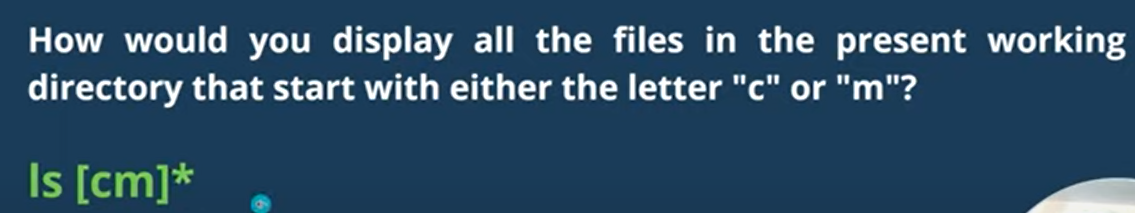 How would you display all the files in the present working
directory that start with either the letter "c" or "m"?
ls [cm]*